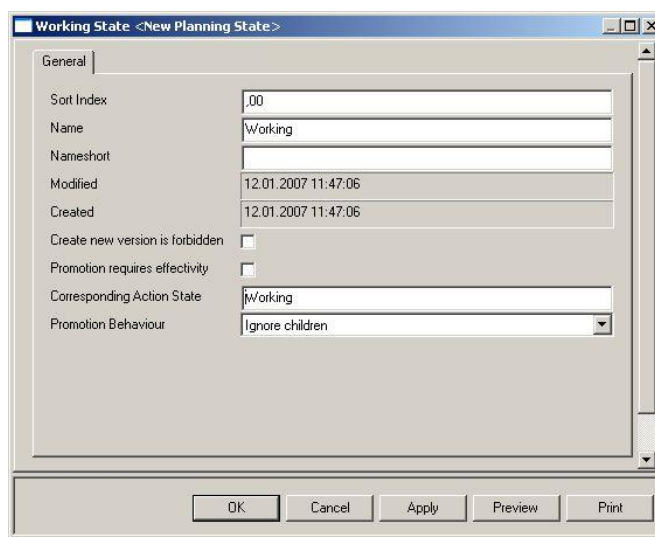 Working State <New Planning State>
General
Sort Index ,00
Name Working
Nameshort
Modified 12.01.2007 11:47:06
Created 12.01.2007 11:47:06
Create new version is forbidden
Promotion requires effectivity
Corresponding Action State Working
Promotion Behaviour Ignore children
OK Cancel Apply Preview Print